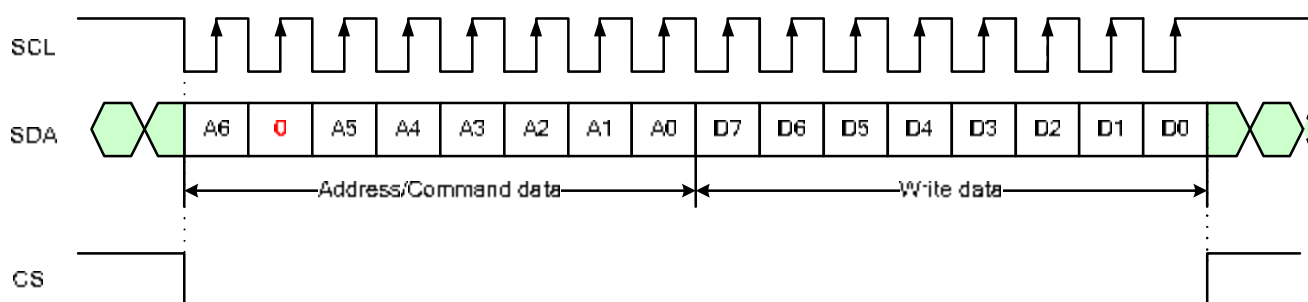 SCL
SDA A6 0 A5 A4 A3 A2 A1 A0 D7 D6 D5 D4 D3 D2 D1 D0
Address/Command data Write data
CS